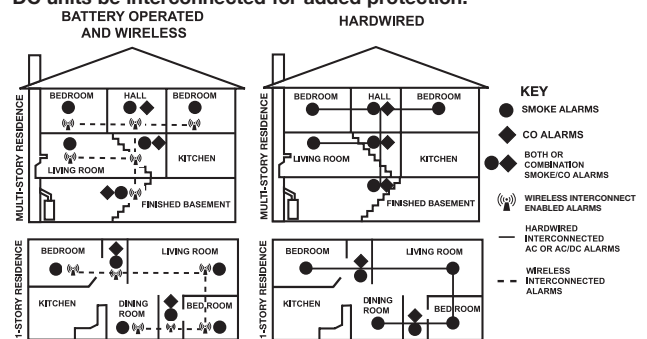 DC units be interconnected for added protection.
BATTERY OPERATED
AND WIRELESS
HARDWIRED
MULTI-STORY RESIDENCE
BEDROOM
HALL
BEDROOM
LIVING ROOM
KITCHEN
FINISHED BASEMENT
MULTI-STORY RESIDENCE
BEDROOM
HALL
BEDROOM
LIVING ROOM
KITCHEN
FINISHED BASEMENT
KEY
SMOKE ALARMS
CO ALARMS
BOTH OR
COMBINATION
SMOKE/CO ALARMS
WIRELESS INTERCONNECT
ENABLED ALARMS
HARDWIRED
INTERCONNECTED
AC OR AC/DC ALARMS
WIRELESS
INTERCONNECTED
ALARMS
1-STORY RESIDENCE
BEDROOM
LIVING ROOM
KITCHEN
DINING
ROOM
BEDROOM
1-STORY RESIDENCE
BEDROOM
LIVING ROOM
KITCHEN
DINING
ROOM
BEDROOM